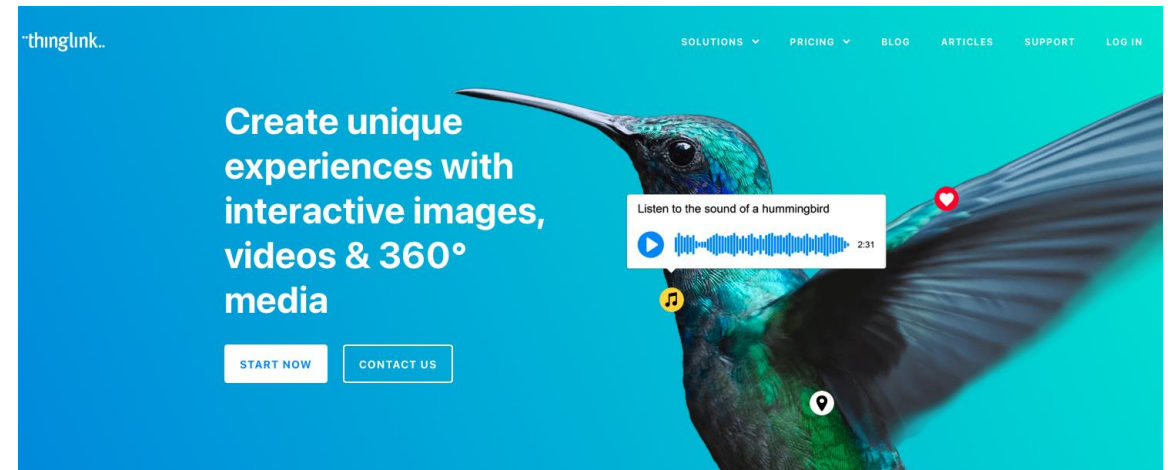 ¨thınglınk..
SOLUTIONS
PRICING
BLOG
ARTICLES
SUPPORT
LOG IN
Create unique
experiences with
interactive images,
videos & 360°
media
Listen to the sound of a hummingbird
2:31
START NOW
CONTACT US